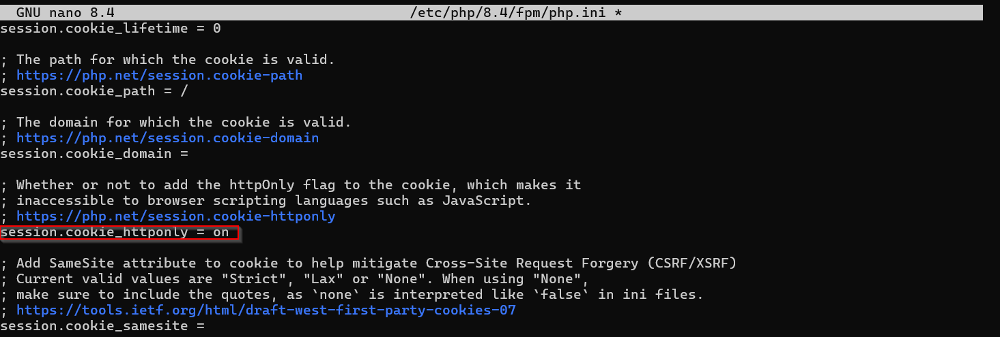 GNU nano 8.4 /etc/php/8.4/fpm/php.ini *
session.cookie_lifetime = 0
; The path for which the cookie is valid.
; https://php.net/session.cookie-path
session.cookie_path = /
; The domain for which the cookie is valid.
; https://php.net/session.cookie-domain
session.cookie_domain =
; Whether or not to add the httpOnly flag to the cookie, which makes it
; inaccessible to browser scripting languages such as JavaScript.
; https://php.net/session.cookie-httponly
session.cookie_httponly = on
; Add SameSite attribute to cookie to help mitigate Cross-Site Request Forgery (CSRF/XSRF)
; Current valid values are "Strict", "Lax" or "None". When using "None",
; make sure to include the quotes, as `none` is interpreted like `false` in ini files.
; https://tools.ietf.org/html/draft-west-first-party-cookies-07
session.cookie_samesite =